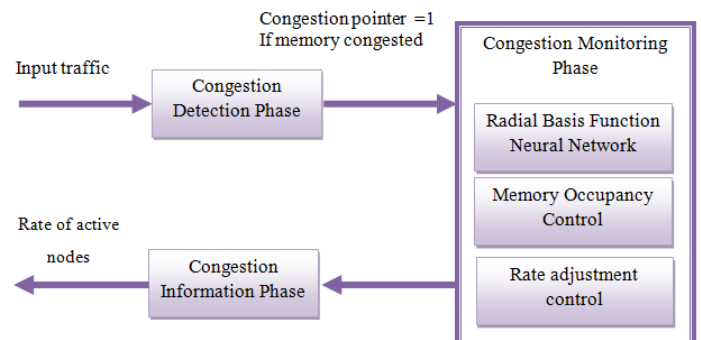 Congestion pointer =1
If memory congested
Input traffic
Congestion
Detection Phase
Congestion Monitoring
Phase
Radial Basis Function
Neural Network
Memory Occupancy
Control
Rate adjustment
control
Rate of active
nodes
Congestion
Information Phase